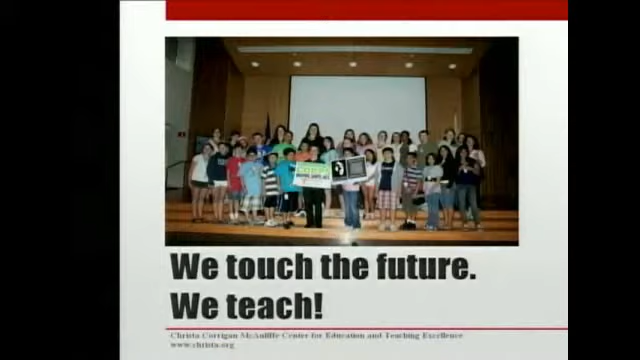 We touch the future.
We teach!
Christa Corrigan McAuliffe Center for Education and Teaching Excellence
www.christa.org